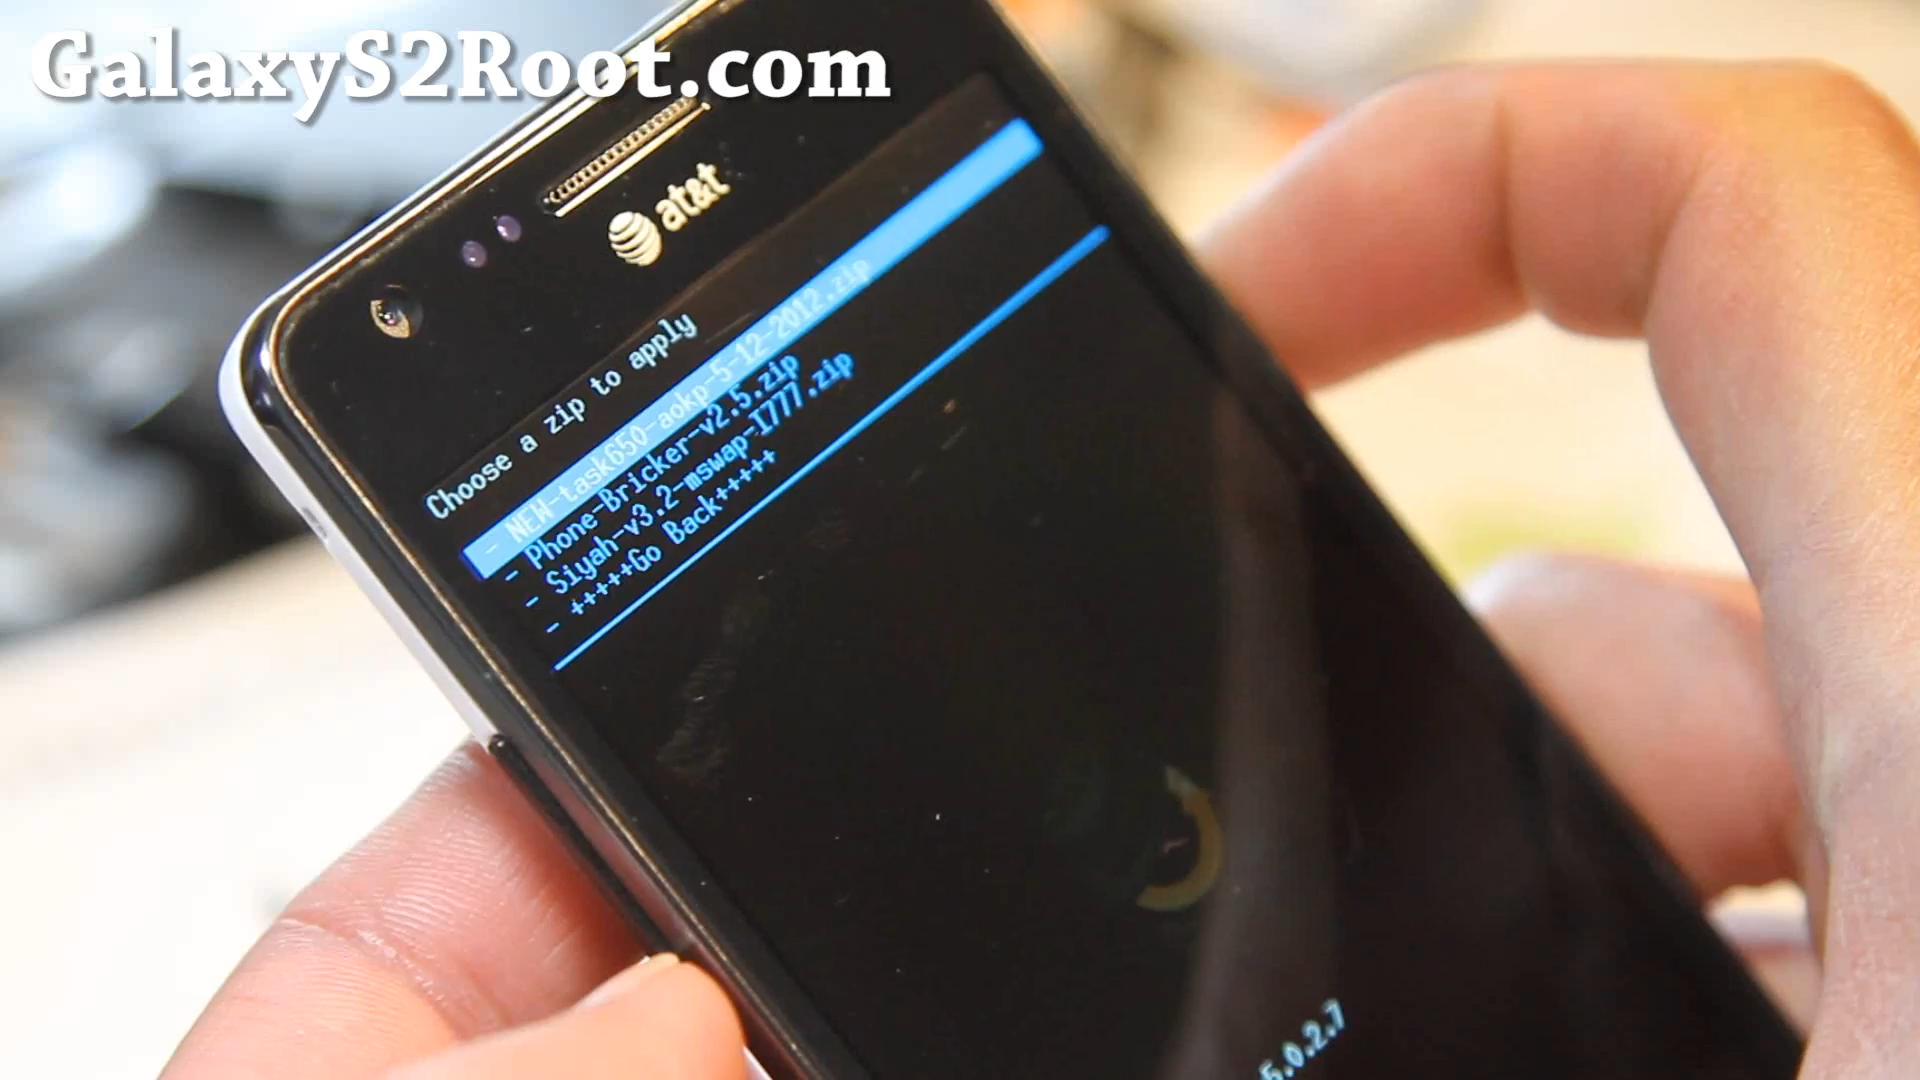 GalaxyS2Root.com
at&t
Choose a zip to apply
- NEW-task650-aokp-5-12-2012.zip
- Phone-Bricker-v2.5.zip
- Siyah-v3.2-mswap-I777.zip
- +++++Go Back+++++
5.0.2.7